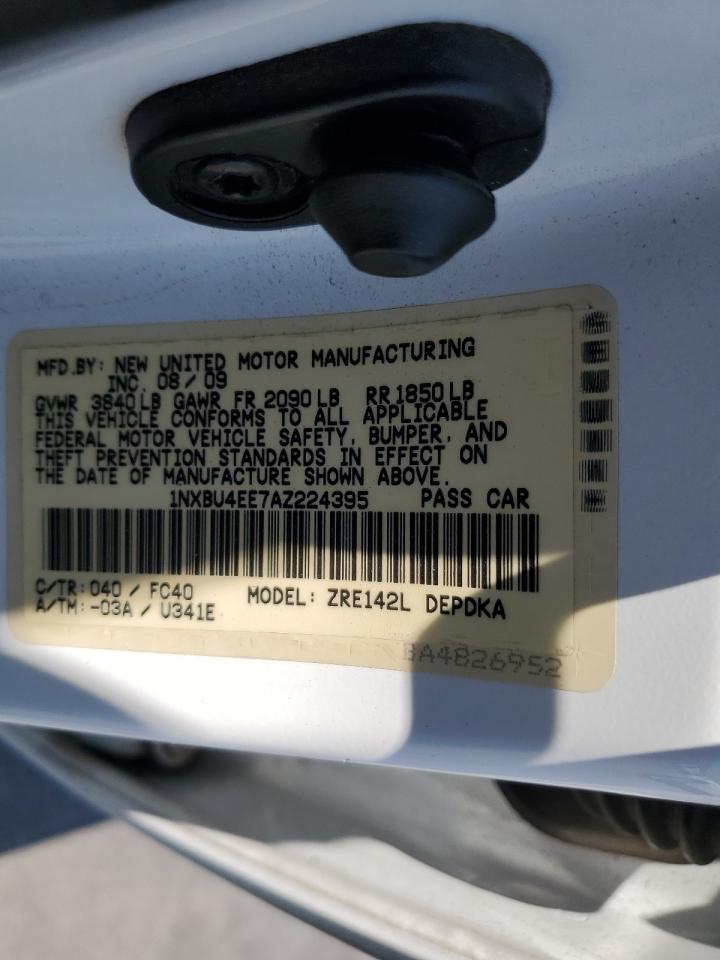 MFD.BY: NEW UNITED MOTOR MANUFACTURING
INC. 08/09
GVWR 3840LB GAWR FR 2090LB RR 1850LB
THIS VEHICLE CONFORMS TO ALL APPLICABLE
FEDERAL MOTOR VEHICLE SAFETY, BUMPER, AND
THEFT PREVENTION STANDARDS IN EFFECT ON
THE DATE OF MANUFACTURE SHOWN ABOVE.
1NXBU4EE7AZ224395 PASS CAR
C/TR: 040 / FC40 MODEL: ZRE142L DEPDKA
A/TM: -03A / U341E
BA4826952